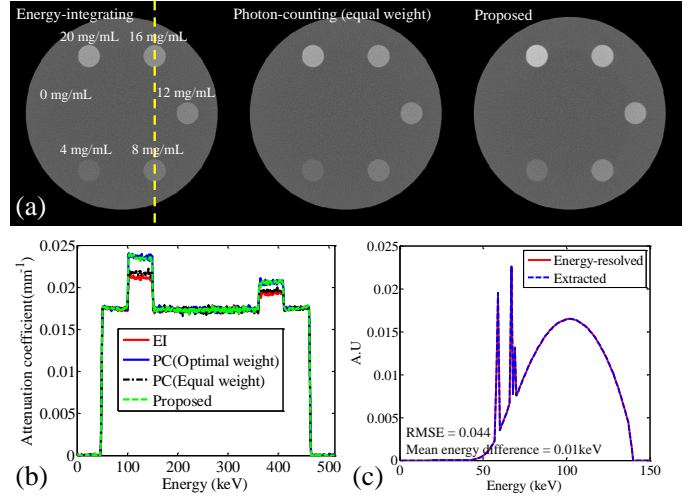 Energy-integrating
Photon-counting (equal weight)
Proposed
20 mg/mL
16 mg/mL
0 mg/mL
12 mg/mL
4 mg/mL
8 mg/mL
(a)
Attenuation coefficient(mm⁻¹)
0.025
0.02
0.015
0.01
0.005
0
EI
PC(Optimal weight)
PC(Equal weight)
Proposed
100 200 300 400 500
Energy (keV)
(b)
A.U
0.025
0.02
0.015
0.01
0.005
0
Energy-resolved
Extracted
RMSE = 0.044
Mean energy difference = 0.01keV
0 50 100 150
Energy (keV)
(c)